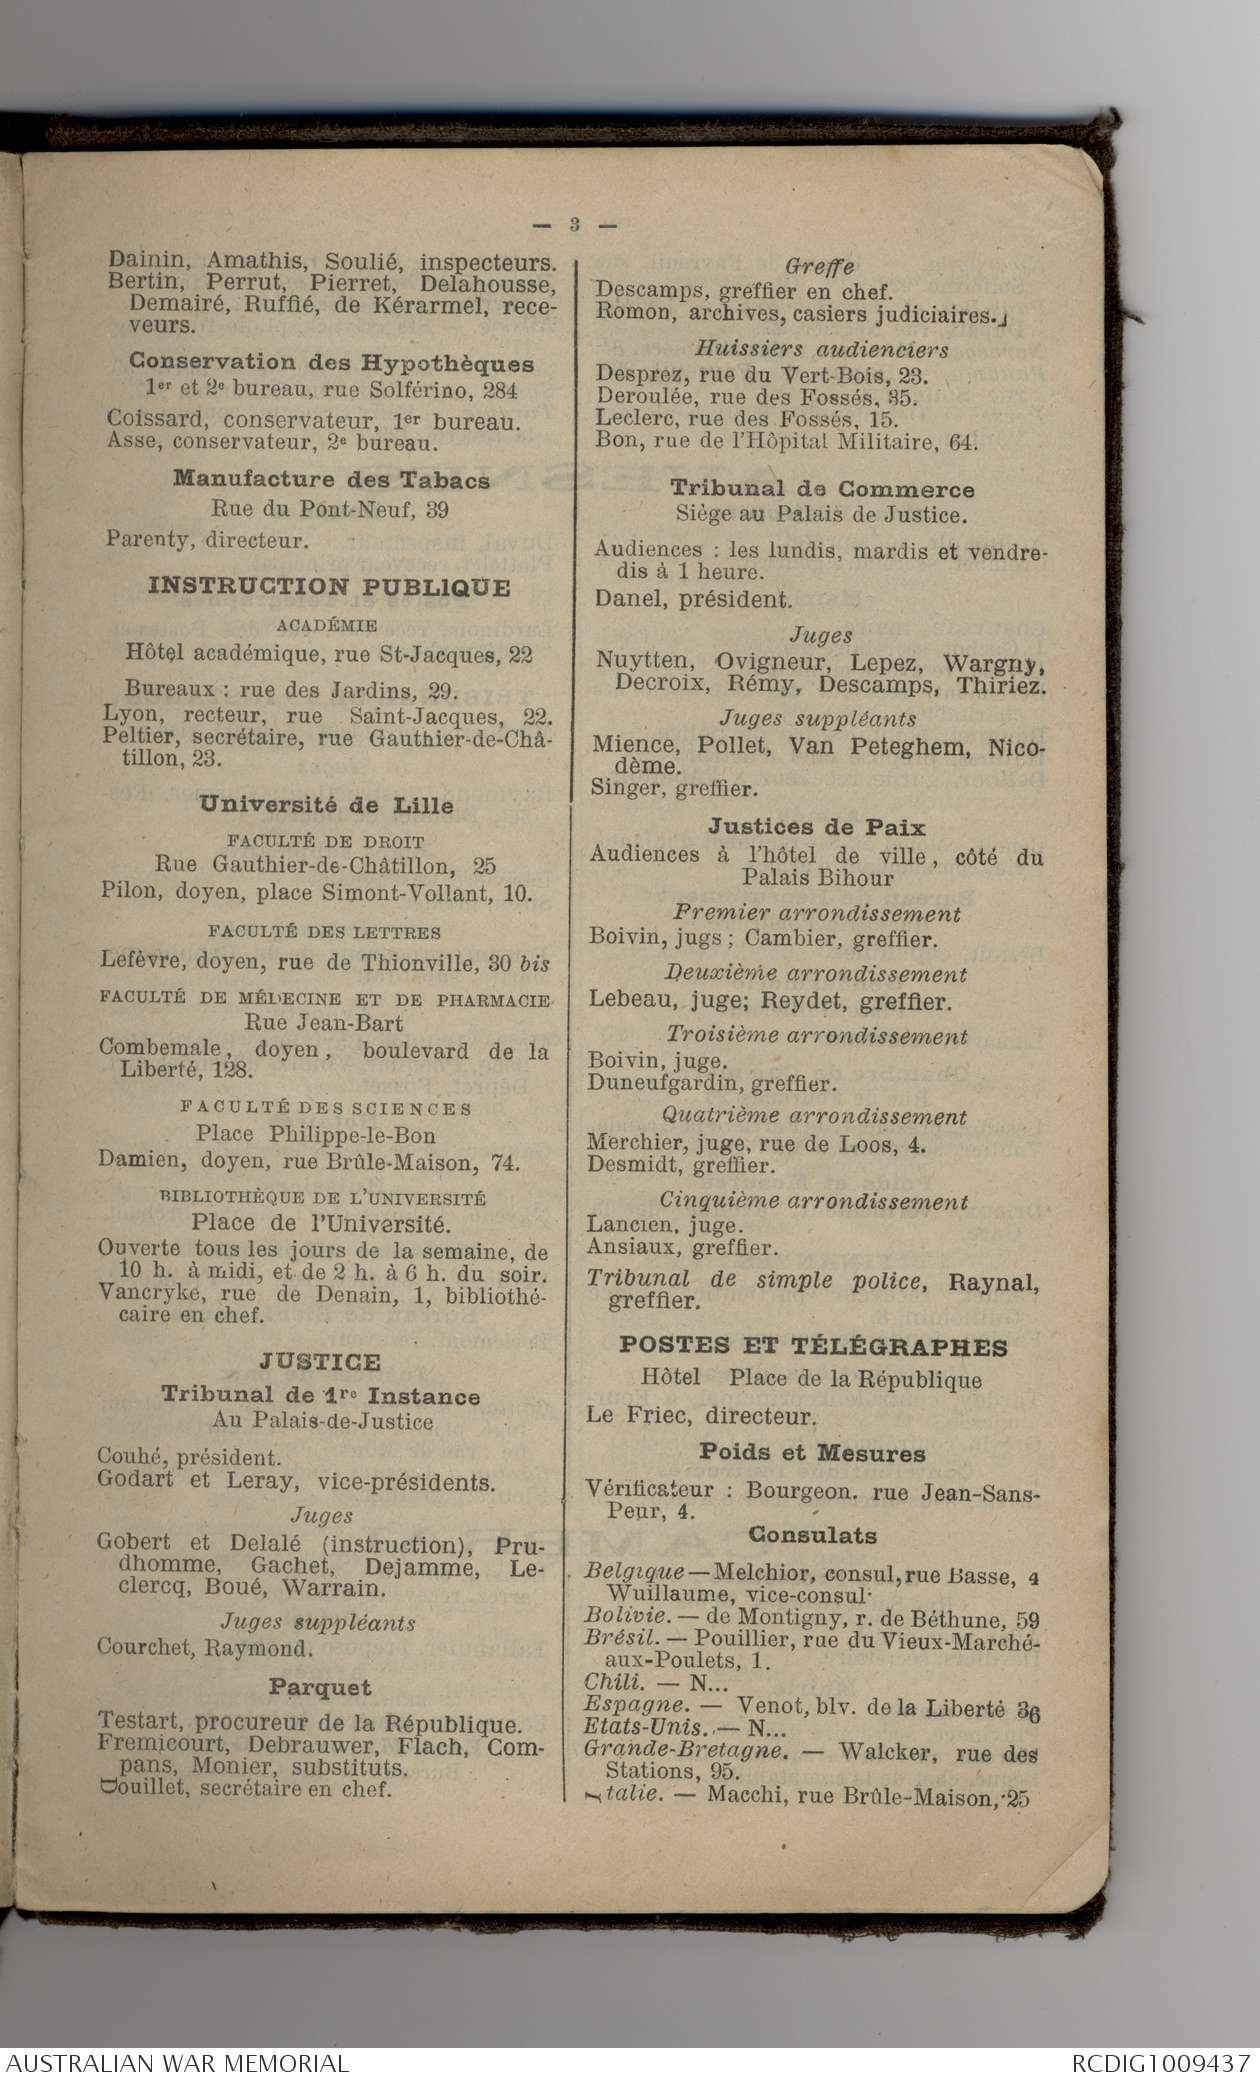 — 3 —
Dainin, Amathis, Soulié, inspecteurs.
Bertin, Perrut, Pierret, Delahousse,
Demairé, Ruffié, de Kérarmel, rece-
veurs.
Conservation des Hypothèques
1er et 2e bureau, rue Solférino, 284
Coissard, conservateur, 1er bureau.
Asse, conservateur, 2e bureau.
Manufacture des Tabacs
Rue du Pont-Neuf, 39
Parenty, directeur.
INSTRUCTION PUBLIQUE
ACADÉMIE
Hôtel académique, rue St-Jacques, 22
Bureaux : rue des Jardins, 29.
Lyon, recteur, rue Saint-Jacques, 22.
Peltier, secrétaire, rue Gauthier-de-Châ-
tillon, 23.
Université de Lille
FACULTÉ DE DROIT
Rue Gauthier-de-Châtillon, 25
Pilon, doyen, place Simont-Vollant, 10.
FACULTÉ DES LETTRES
Lefèvre, doyen, rue de Thionville, 30 bis
FACULTÉ DE MÉDECINE ET DE PHARMACIE
Rue Jean-Bart
Combemale, doyen, boulevard de la
Liberté, 128.
FACULTÉ DES SCIENCES
Place Philippe-le-Bon
Damien, doyen, rue Brûle-Maison, 74.
BIBLIOTHÈQUE DE L'UNIVERSITÉ
Place de l'Université.
Ouverte tous les jours de la semaine, de
10 h. à midi, et de 2 h. à 6 h. du soir.
Vancryke, rue de Denain, 1, bibliothé-
caire en chef.
JUSTICE
Tribunal de 1re Instance
Au Palais-de-Justice
Couhé, président.
Godart et Leray, vice-présidents.
Juges
Gobert et Delalé (instruction), Pru-
dhomme, Gachet, Dejamme, Le-
clercq, Boué, Warrain.
Juges suppléants
Courchet, Raymond.
Parquet
Testart, procureur de la République.
Fremicourt, Debrauwer, Flach, Com-
pans, Monier, substituts.
Douillet, secrétaire en chef.
Greffe
Descamps, greffier en chef.
Romon, archives, casiers judiciaires.
Huissiers audienciers
Desprez, rue du Vert-Bois, 23.
Deroulée, rue des Fossés, 35.
Leclerc, rue des Fossés, 15.
Bon, rue de l'Hôpital Militaire, 64.
Tribunal de Commerce
Siège au Palais de Justice.
Audiences : les lundis, mardis et vendre-
dis à 1 heure.
Danel, président.
Juges
Nuytten, Ovigneur, Lepez, Wargny,
Decroix, Rémy, Descamps, Thiriez.
Juges suppléants
Mience, Pollet, Van Peteghem, Nico-
dème.
Singer, greffier.
Justices de Paix
Audiences à l'hôtel de ville, côté du
Palais Bihour
Premier arrondissement
Boivin, jugs ; Cambier, greffier.
Deuxième arrondissement
Lebeau, juge; Reydet, greffier.
Troisième arrondissement
Boivin, juge.
Duneufgardin, greffier.
Quatrième arrondissement
Merchier, juge, rue de Loos, 4.
Desmidt, greffier.
Cinquième arrondissement
Lancien, juge.
Ansiaux, greffier.
Tribunal de simple police, Raynal,
greffier.
POSTES ET TÉLÉGRAPHES
Hôtel Place de la République
Le Friec, directeur.
Poids et Mesures
Vérificateur : Bourgeon. rue Jean-Sans-
Peur, 4.
Consulats
Belgique — Melchior, consul, rue Basse, 4
Wuillaume, vice-consul.
Bolivie. — de Montigny, r. de Béthune, 59
Brésil. — Pouillier, rue du Vieux-Marché-
aux-Poulets, 1.
Chili. — N...
Espagne. — Venot, blv. de la Liberté 36
Etats-Unis. — N...
Grande-Bretagne. — Walcker, rue des
Stations, 95.
Italie. — Macchi, rue Brûle-Maison, 25
AUSTRALIAN WAR MEMORIAL
RCDIG1009437